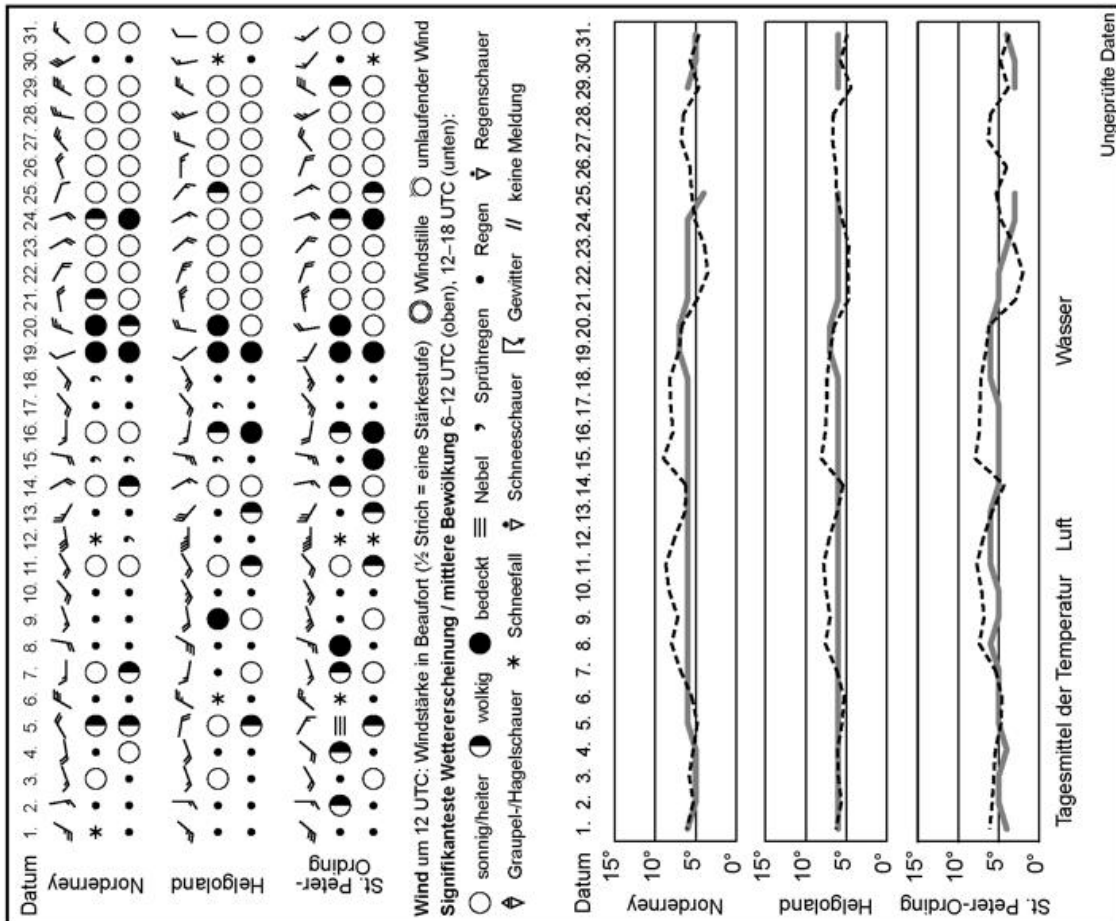 Datum 1. 2. 3. 4. 5. 6. 7. 8. 9. 10. 11. 12. 13. 14. 15. 16. 17. 18. 19. 20. 21. 22. 23. 24. 25. 26. 27. 28. 29. 30. 31.
Norderney
Helgoland
St. Peter-
Ording
Wind um 12 UTC: Windstärke in Beaufort (½ Strich = eine Stärkestufe) Windstille umlaufender Wind
Signifikanteste Wettererscheinung / mittlere Bewölkung 6–12 UTC (oben), 12–18 UTC (unten):
sonnig/heiter wolkig bedeckt Nebel Sprühregen Regen Regenschauer
Graupel-/Hagelschauer Schneefall Schneeschauer Gewitter // keine Meldung
Datum 1. 2. 3. 4. 5. 6. 7. 8. 9. 10. 11. 12. 13. 14. 15. 16. 17. 18. 19. 20. 21. 22. 23. 24. 25. 26. 27. 28. 29. 30. 31.
Norderney
15°
10°
5°
0°
Helgoland
15°
10°
5°
0°
St. Peter-Ording
15°
10°
5°
0°
Tagesmittel der Temperatur Luft Wasser
Ungeprüfte Daten